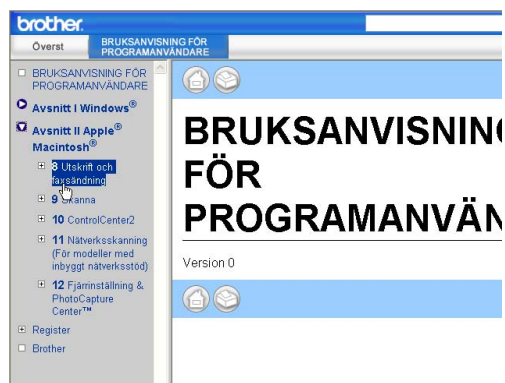 brother.
Överst
BRUKSANVISNING FÖR
PROGRAMANVÄNDARE
BRUKSANVISNING FÖR
PROGRAMANVÄNDARE
Avsnitt I Windows®
Avsnitt II Apple®
Macintosh®
8 Utskrift och
faxsändning
9 Skanna
10 ControlCenter2
11 Nätverksskanning
(För modeller med
inbyggt nätverksstöd)
12 Fjärrinställning &
PhotoCapture
Center™
Register
Brother
BRUKSANVISNIN
FÖR
PROGRAMANVÄN
Version 0